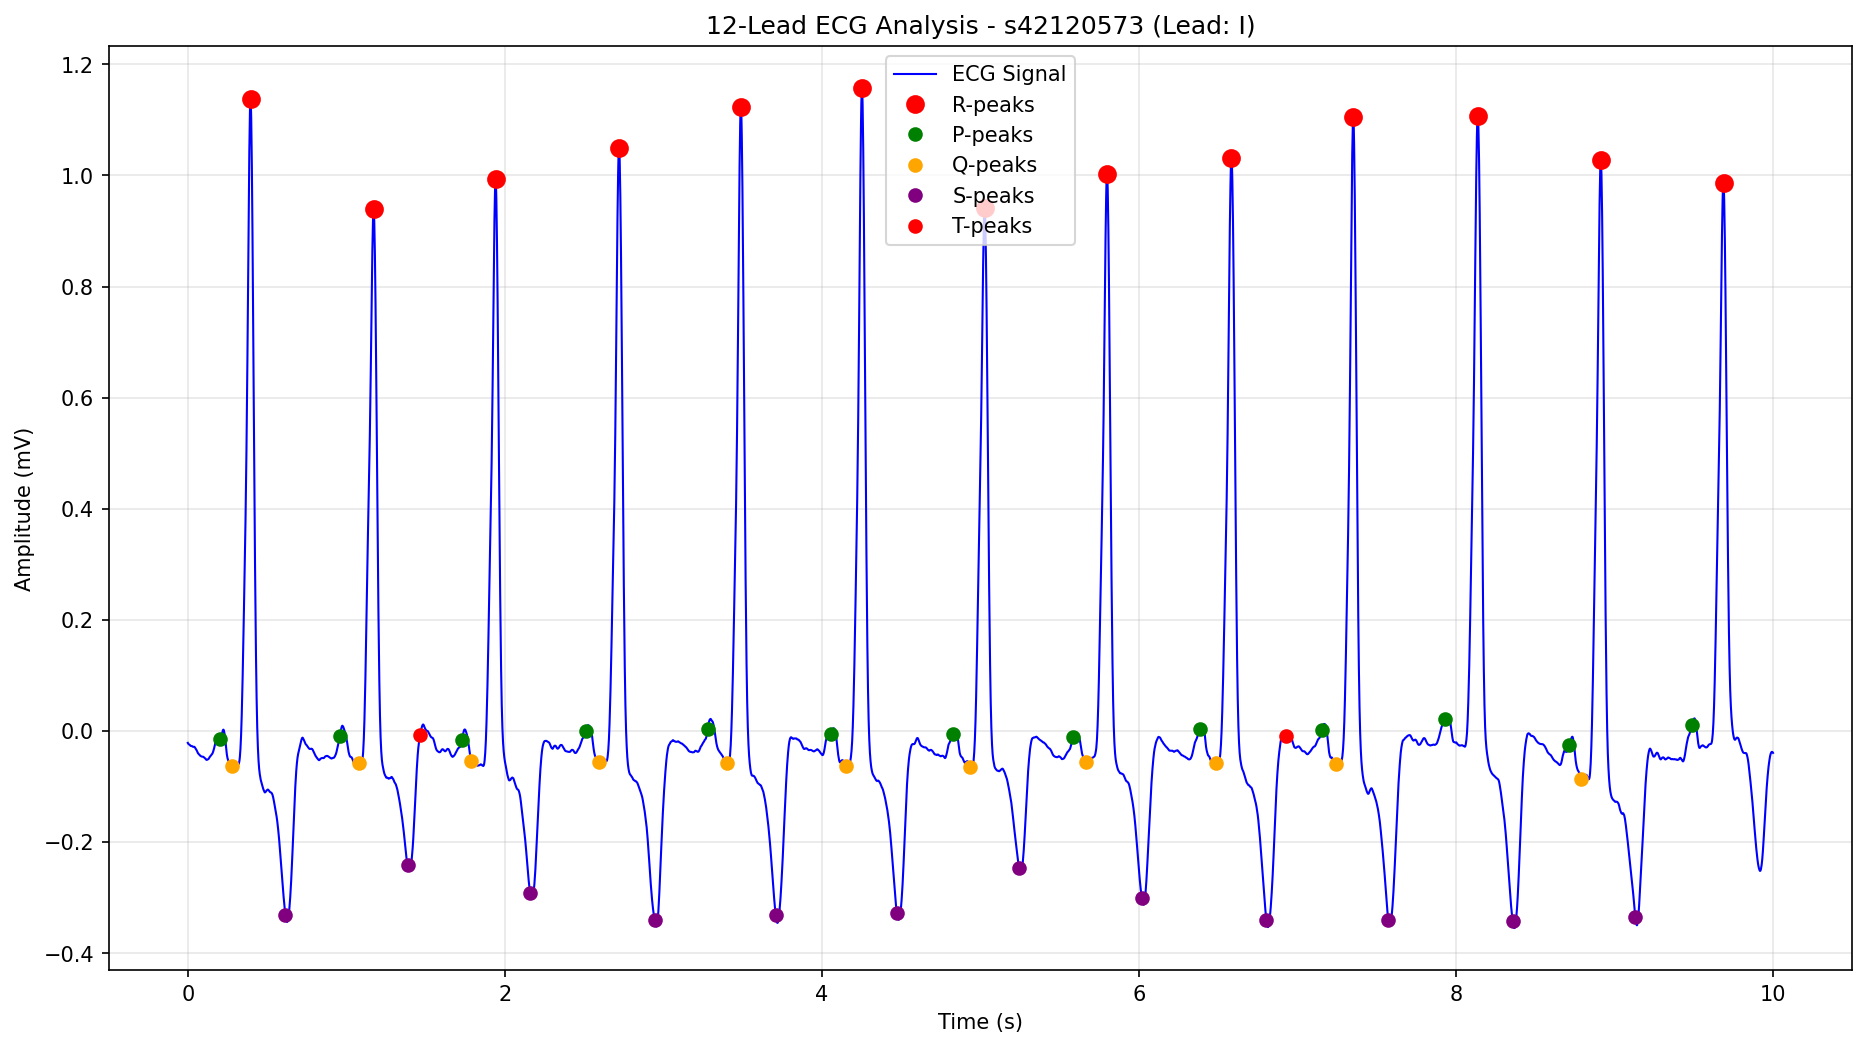 12-Lead ECG Analysis - s42120573 (Lead: I)
ECG Signal
R-peaks
P-peaks
Q-peaks
S-peaks
T-peaks
Amplitude (mV)
1.2
1.0
0.8
0.6
0.4
0.2
0.0
−0.2
−0.4
0 2 4 6 8 10
Time (s)